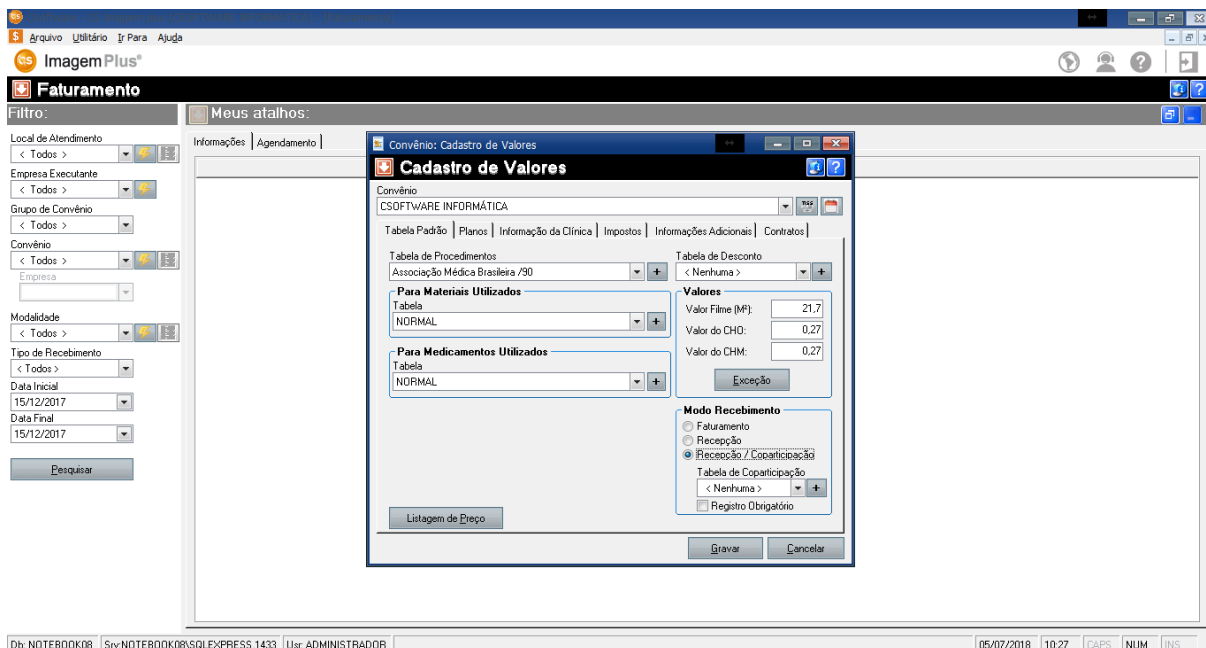 Arquivo Utilitário Ir Para Ajuda
cs ImagemPlus®
Faturamento
Filtro:
Meus atalhos:
Local de Atendimento
< Todos >
Empresa Executante
< Todos >
Grupo de Convênio
< Todos >
Convênio
< Todos >
Empresa
Modalidade
< Todos >
Tipo de Recebimento
< Todos >
Data Inicial
15/12/2017
Data Final
15/12/2017
Pesquisar
Informações Agendamento
Convênio: Cadastro de Valores
Cadastro de Valores
Convênio
CSOFTWARE INFORMÁTICA
Tabela Padrão Planos Informação da Clínica Impostos Informações Adicionais Contratos
Tabela de Procedimentos
Associação Médica Brasileira /90
Para Materiais Utilizados
Tabela
NORMAL
Para Medicamentos Utilizados
Tabela
NORMAL
Listagem de Preço
Tabela de Desconto
< Nenhuma >
Valores
Valor Filme (M²): 21,7
Valor do CHO: 0,27
Valor do CHM: 0,27
Exceção
Modo Recebimento
Faturamento
Recepção
Recepção / Coparticipação
Tabela de Coparticipação
< Nenhuma >
Registro Obrigatório
Gravar Cancelar
Db: NOTEBOOK08 Srv:NOTEBOOK08\SQLEXPRESS,1433 Usr: ADMINISTRADOR 05/07/2018 10:27 CAPS NUM INS